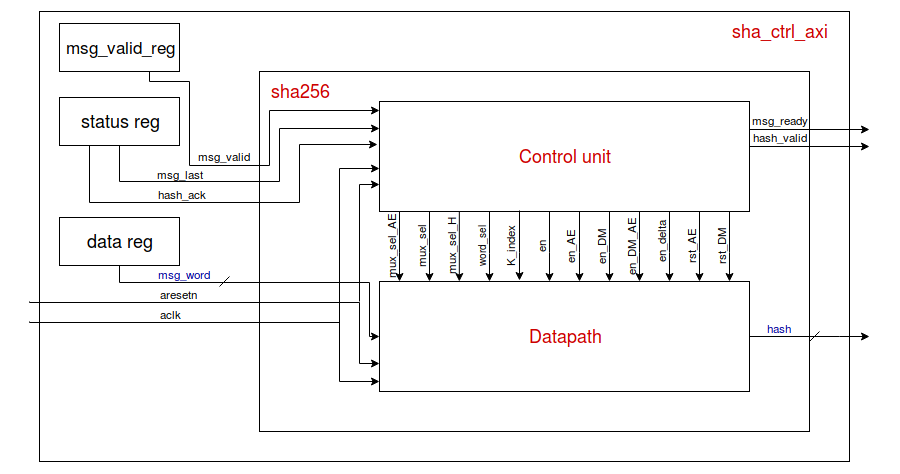 sha_ctrl_axi
msg_valid_reg
sha256
status reg
msg_ready
hash_valid
Control unit
msg_valid
msg_last
hash_ack
mux_sel_AE
mux_sel
mux_sel_H
word_sel
K_index
en
en_AE
en_DM
en_DM_AE
en_delta
rst_AE
rst_DM
data reg
msg_word
aresetn
aclk
Datapath
hash